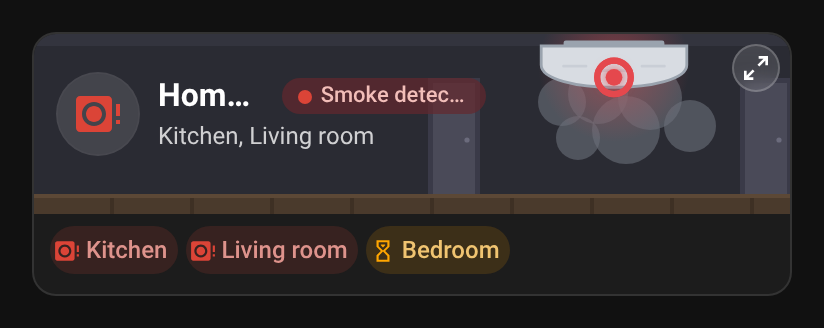 Hom...
Smoke detec...
Kitchen, Living room
Kitchen
Living room
Bedroom